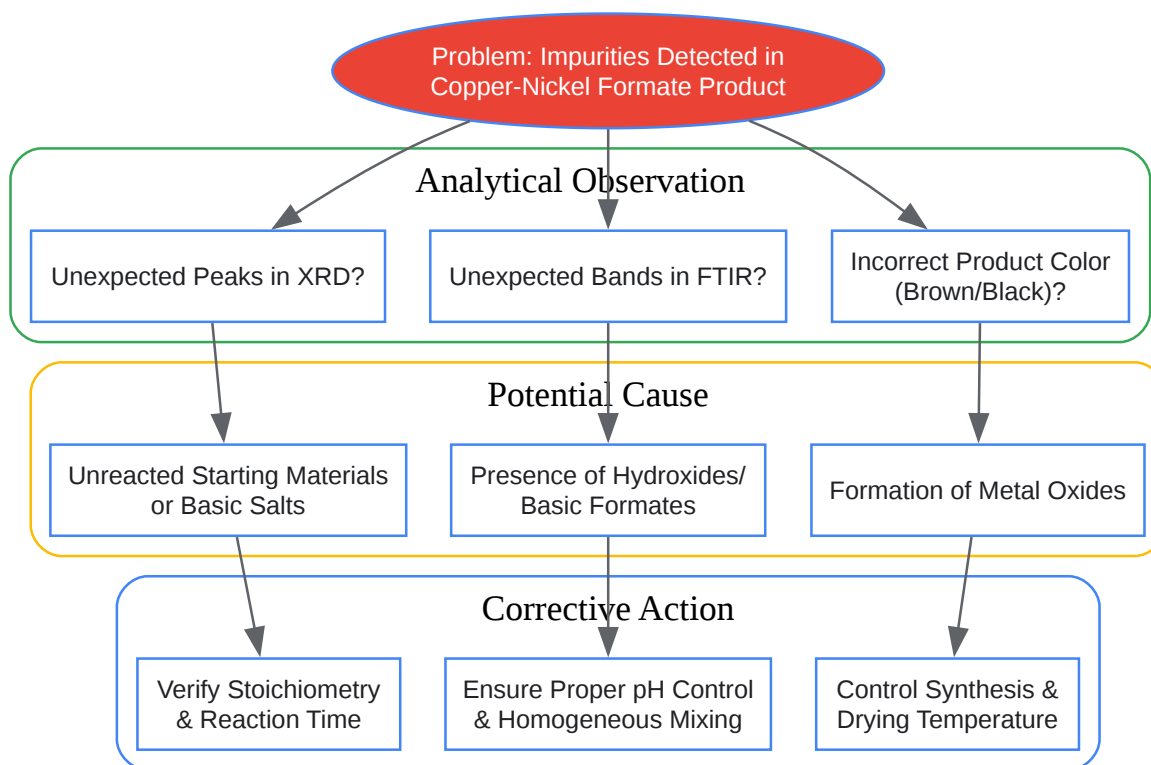 Problem: Impurities Detected in
Copper-Nickel Formate Product
Analytical Observation
Unexpected Peaks in XRD?
Unexpected Bands in FTIR?
Incorrect Product Color
(Brown/Black)?
Potential Cause
Unreacted Starting Materials
or Basic Salts
Presence of Hydroxides/
Basic Formates
Formation of Metal Oxides
Corrective Action
Verify Stoichiometry
& Reaction Time
Ensure Proper pH Control
& Homogeneous Mixing
Control Synthesis &
Drying Temperature